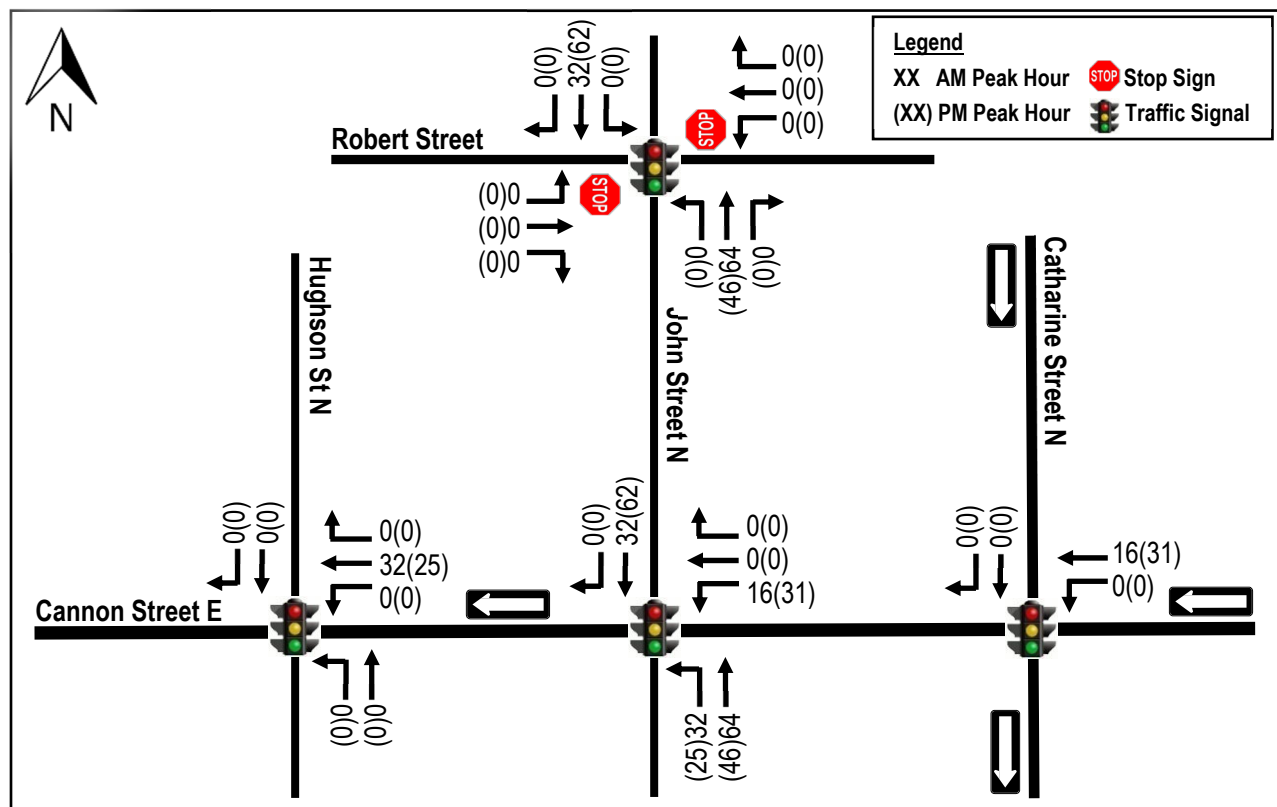 N
Legend
XX AM Peak Hour
STOP Stop Sign
(XX) PM Peak Hour
Traffic Signal
0(0)
32(62)
0(0)
0(0)
0(0)
0(0)
STOP
Robert Street
(0)0
(0)0
(0)0
STOP
(0)0
(46)64
(0)0
Hughson St N
John Street N
Catharine Street N
0(0)
0(0)
0(0)
32(25)
0(0)
0(0)
32(62)
0(0)
0(0)
16(31)
0(0)
0(0)
16(31)
0(0)
Cannon Street E
(0)0
(0)0
(25)32
(46)64